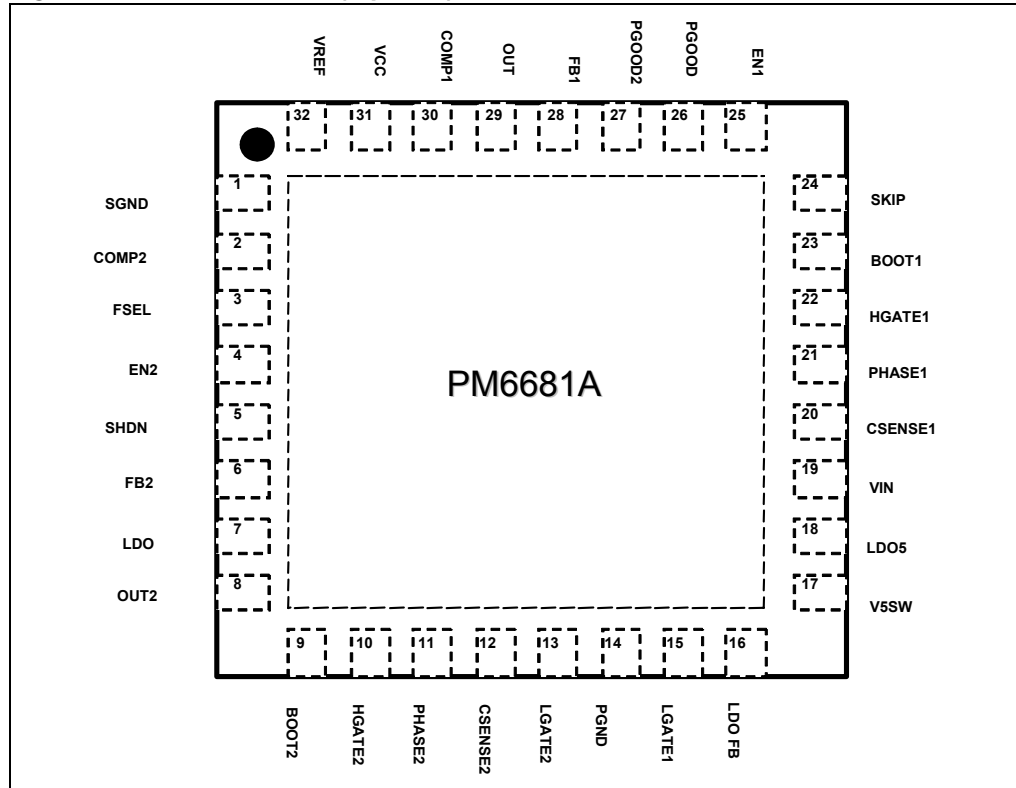 VREF
VCC
COMP1
OUT
FB1
PGOOD2
PGOOD
EN1
32
31
30
29
28
27
26
25
1
SGND
2
COMP2
3
FSEL
4
EN2
5
SHDN
6
FB2
7
LDO
8
OUT2
24
SKIP
23
BOOT1
22
HGATE1
21
PHASE1
20
CSENSE1
19
VIN
18
LDO5
17
V5SW
PM6681A
9
10
11
12
13
14
15
16
BOOT2
HGATE2
PHASE2
CSENSE2
LGATE2
PGND
LGATE1
LDO FB